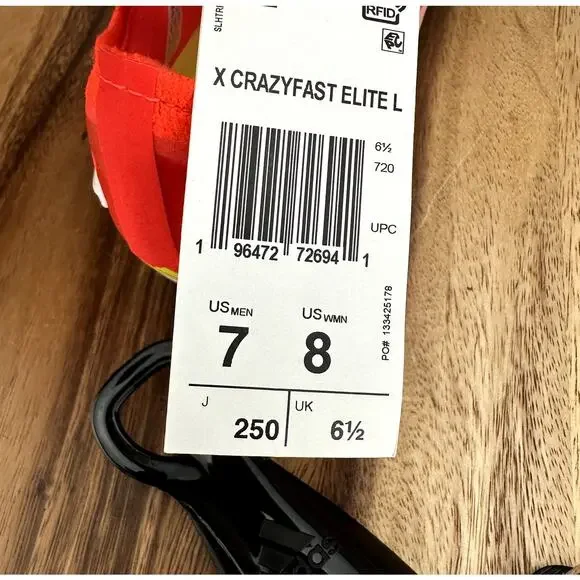 SLHTRI
RFID
X CRAZYFAST ELITE L
6½
720
UPC
1 96472 72694 1
PO# 133425178
US MEN US WMN
7 8
J 250 UK 6½